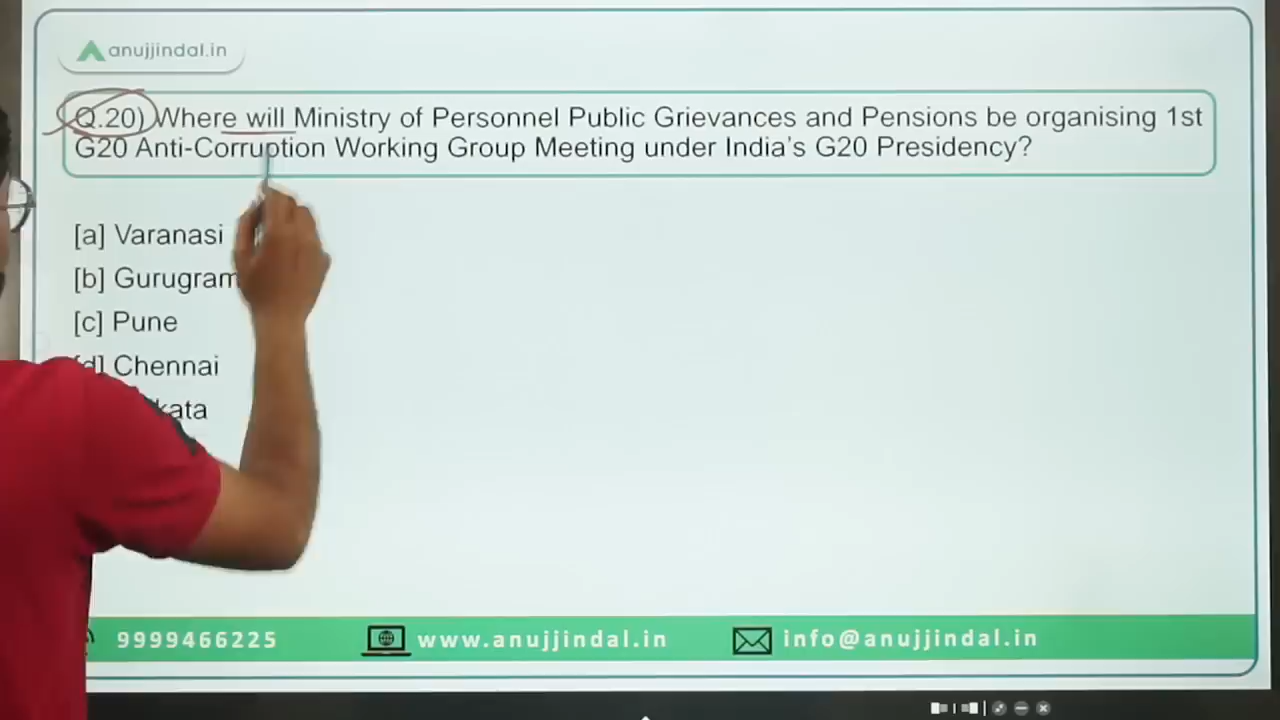 anujjindal.in
Q.20) Where will Ministry of Personnel Public Grievances and Pensions be organising 1st
G20 Anti-Corruption Working Group Meeting under India's G20 Presidency?
[a] Varanasi
[b] Gurugram
[c] Pune
[d] Chennai
kata
9999466225 www.anujjindal.in info@anujjindal.in